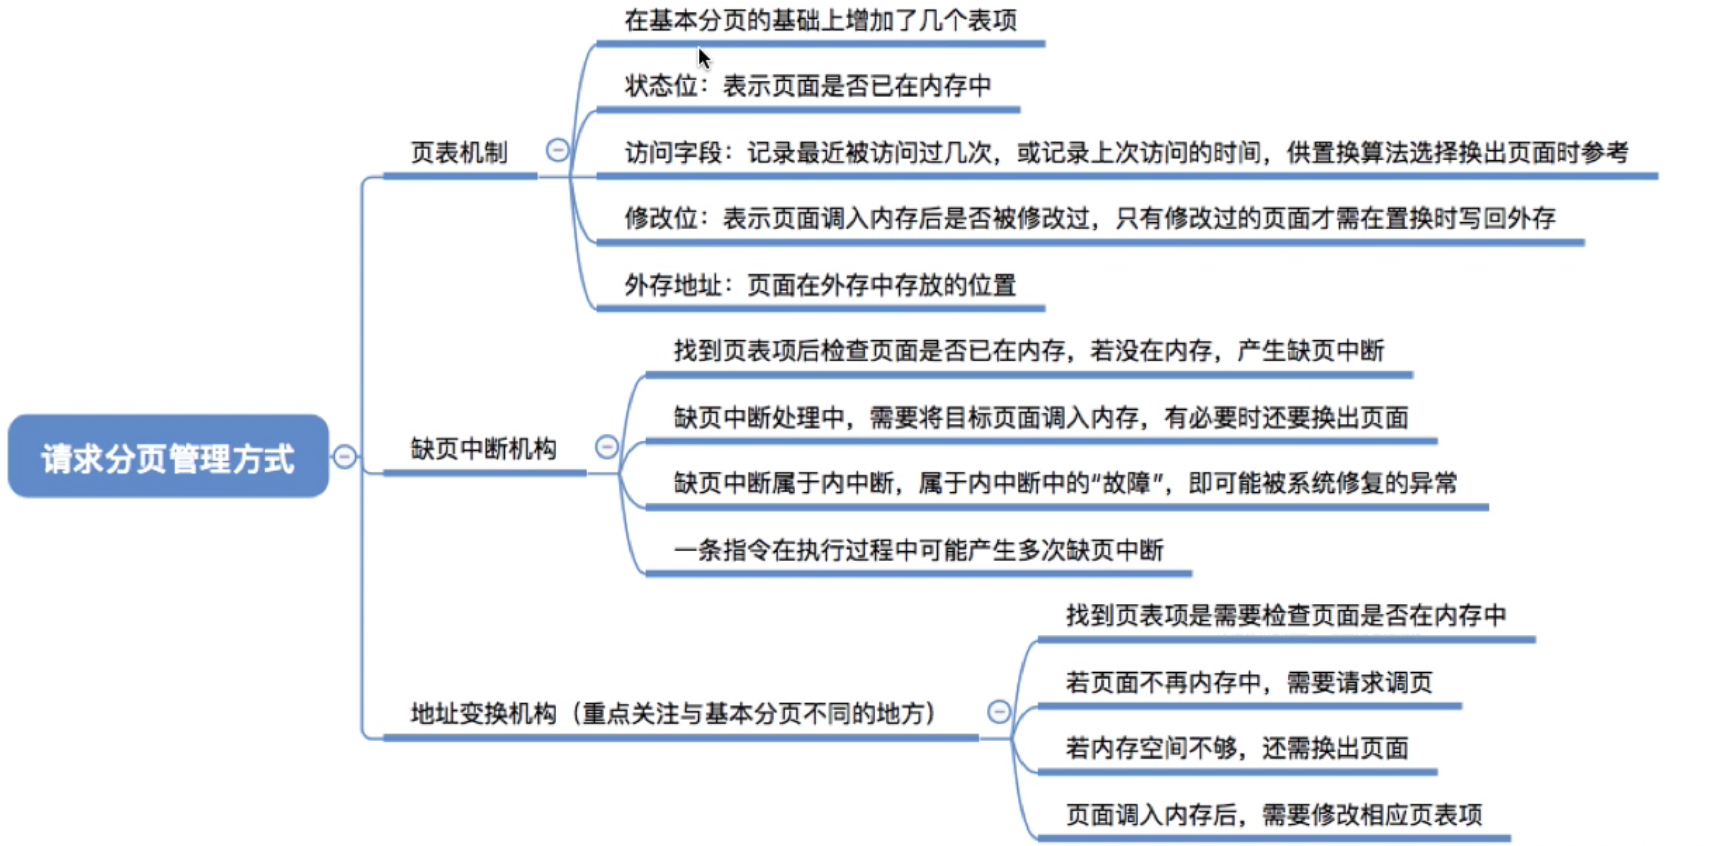 请求分页管理方式
页表机制
在基本分页的基础上增加了几个表项
状态位：表示页面是否已在内存中
访问字段：记录最近被访问过几次，或记录上次访问的时间，供置换算法选择换出页面时参考
修改位：表示页面调入内存后是否被修改过，只有修改过的页面才需在置换时写回外存
外存地址：页面在外存中存放的位置
缺页中断机构
找到页表项后检查页面是否已在内存，若没在内存，产生缺页中断
缺页中断处理中，需要将目标页面调入内存，有必要时还要换出页面
缺页中断属于内中断，属于内中断中的“故障”，即可能被系统修复的异常
一条指令在执行过程中可能产生多次缺页中断
地址变换机构（重点关注与基本分页不同的地方）
找到页表项是需要检查页面是否在内存中
若页面不再内存中，需要请求调页
若内存空间不够，还需换出页面
页面调入内存后，需要修改相应页表项